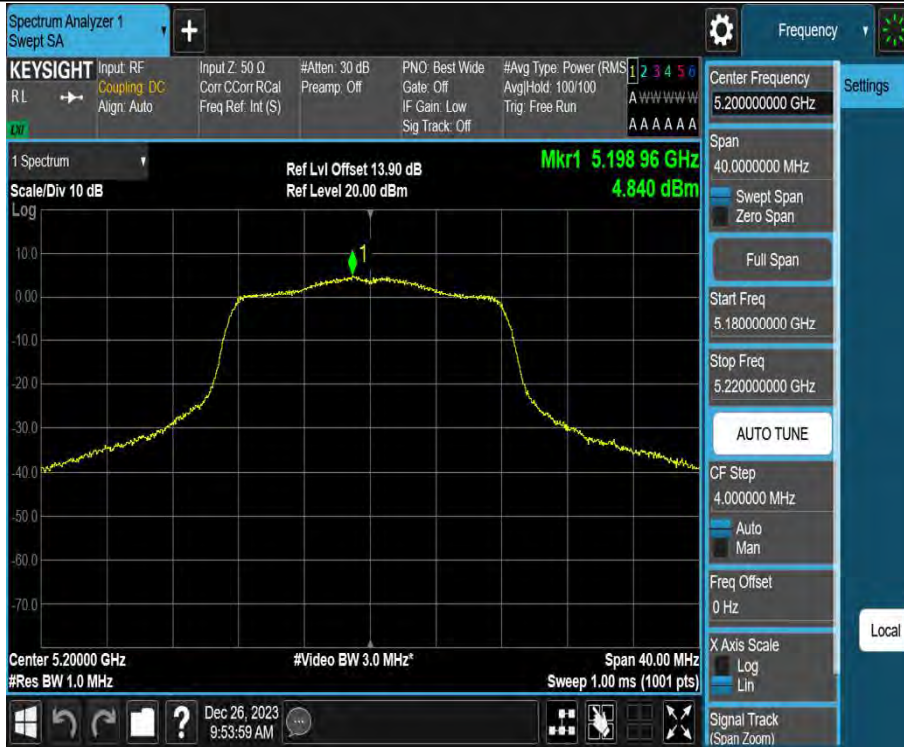 Spectrum Analyzer 1
Swept SA
+
Frequency
KEYSIGHT
RL
LXI
Input: RF
Coupling: DC
Align: Auto
Input Z: 50 Ω
Corr CCorr RCal
Freq Ref: Int (S)
#Atten: 30 dB
Preamp: Off
PNO: Best Wide
Gate: Off
IF Gain: Low
Sig Track: Off
#Avg Type: Power (RMS
Avg|Hold: 100/100
Trig: Free Run
1 2 3 4 5 6
A W W W W W
A A A A A A
Center Frequency
5.200000000 GHz
Settings
1 Spectrum
Scale/Div 10 dB
Log
Ref Lvl Offset 13.90 dB
Ref Level 20.00 dBm
Mkr1 5.198 96 GHz
4.840 dBm
Span
40.0000000 MHz
Swept Span
Zero Span
Full Span
Start Freq
5.180000000 GHz
Stop Freq
5.220000000 GHz
AUTO TUNE
CF Step
4.000000 MHz
Auto
Man
Freq Offset
0 Hz
X Axis Scale
Log
Lin
Signal Track
(Span Zoom)
Local
1
10.0
0.00
-10.0
-20.0
-30.0
-40.0
-50.0
-60.0
-70.0
Center 5.20000 GHz
#Res BW 1.0 MHz
#Video BW 3.0 MHz*
Span 40.00 MHz
Sweep 1.00 ms (1001 pts)
?
Dec 26, 2023
9:53:59 AM